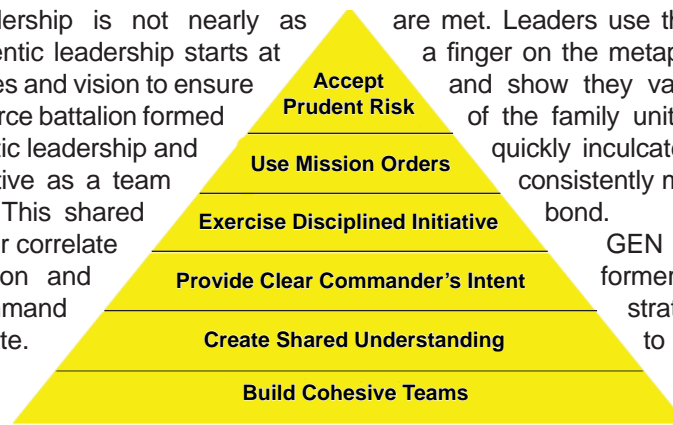 dership is not nearly as
entic leadership starts at
es and vision to ensure
rce battalion formed
tic leadership and
tive as a team
This shared
r correlate
on and
mmand
te.
Accept
Prudent Risk
Use Mission Orders
Exercise Disciplined Initiative
Provide Clear Commander's Intent
Create Shared Understanding
Build Cohesive Teams
are met. Leaders use th
a finger on the metap
and show they va
of the family unit
quickly inculcate
consistently m
bond.
GEN
former
strat
to